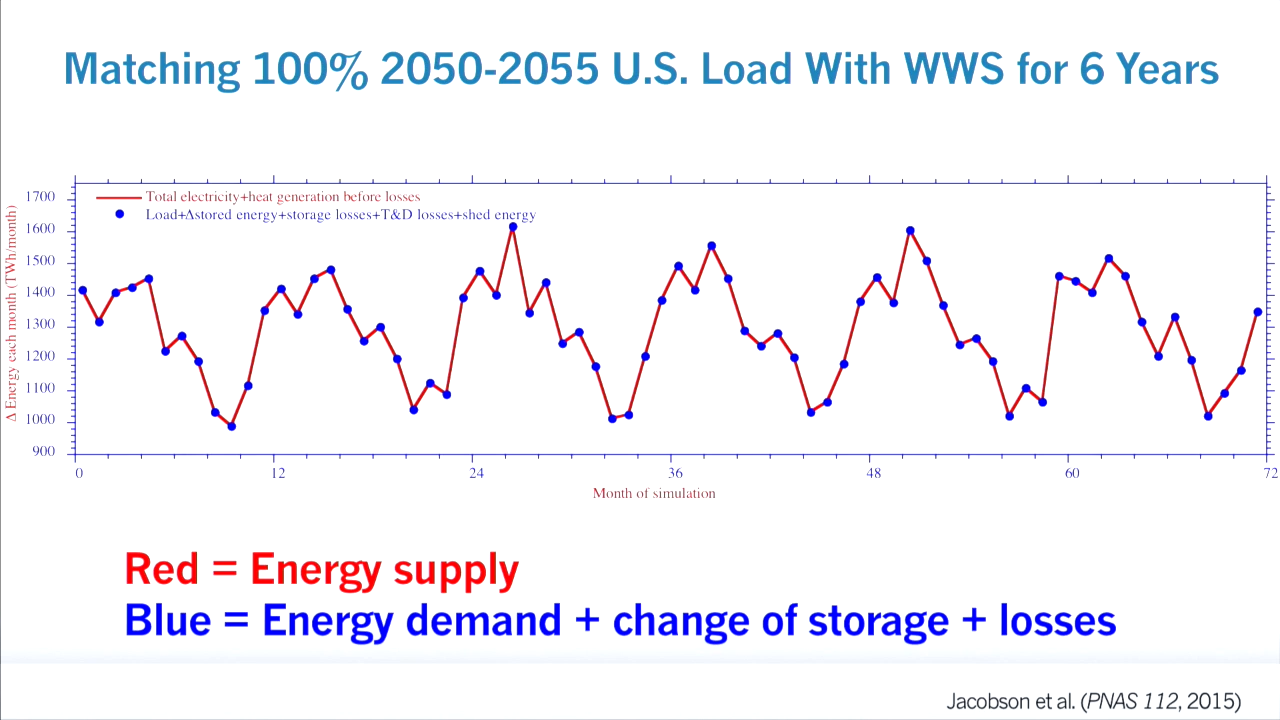 Matching 100% 2050-2055 U.S. Load With WWS for 6 Years
Total electricity+heat generation before losses
Load+Δstored energy+storage losses+T&D losses+shed energy
Δ Energy each month (TWh/month)
1700
1600
1500
1400
1300
1200
1100
1000
900
0 12 24 36 48 60 72
Month of simulation
Red = Energy supply
Blue = Energy demand + change of storage + losses
Jacobson et al. (PNAS 112, 2015)